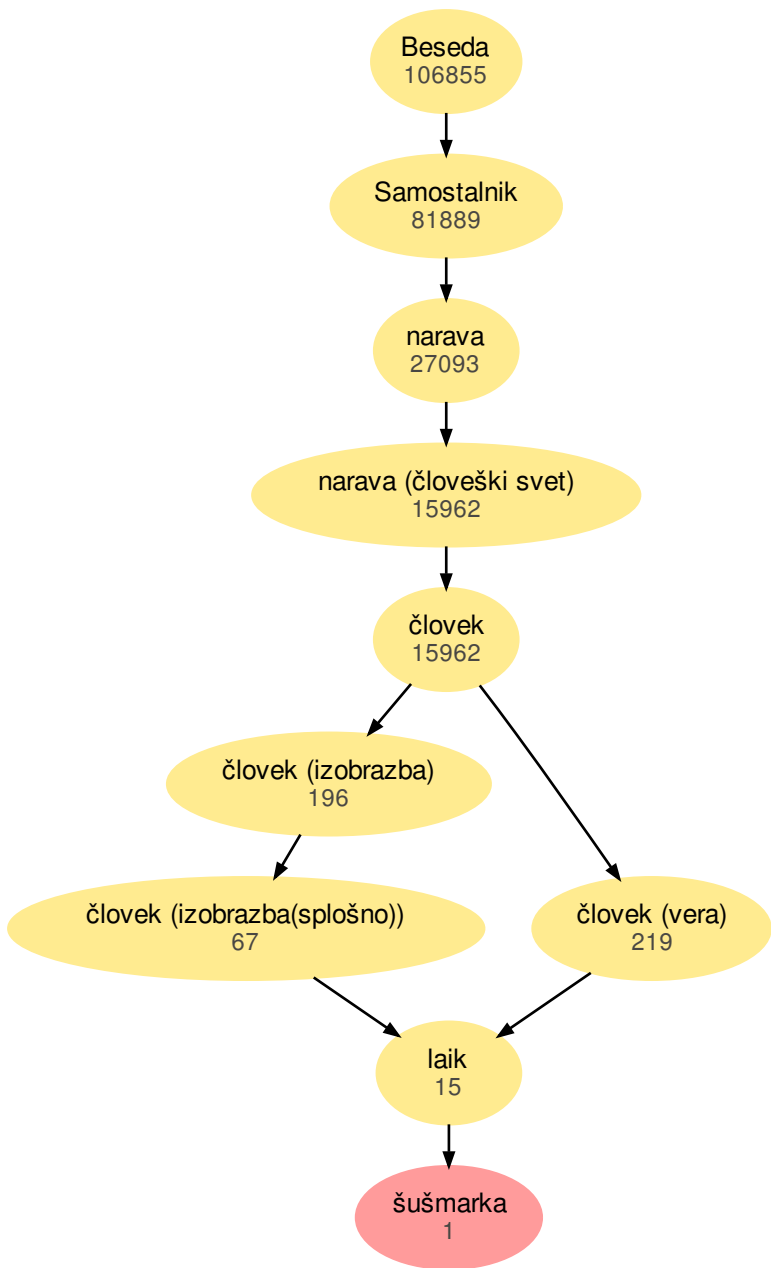 Beseda
106855
Samostalnik
81889
narava
27093
narava (človeški svet)
15962
človek
15962
človek (izobrazba)
196
človek (izobrazba(splošno))
67
človek (vera)
219
laik
15
šušmarka
1